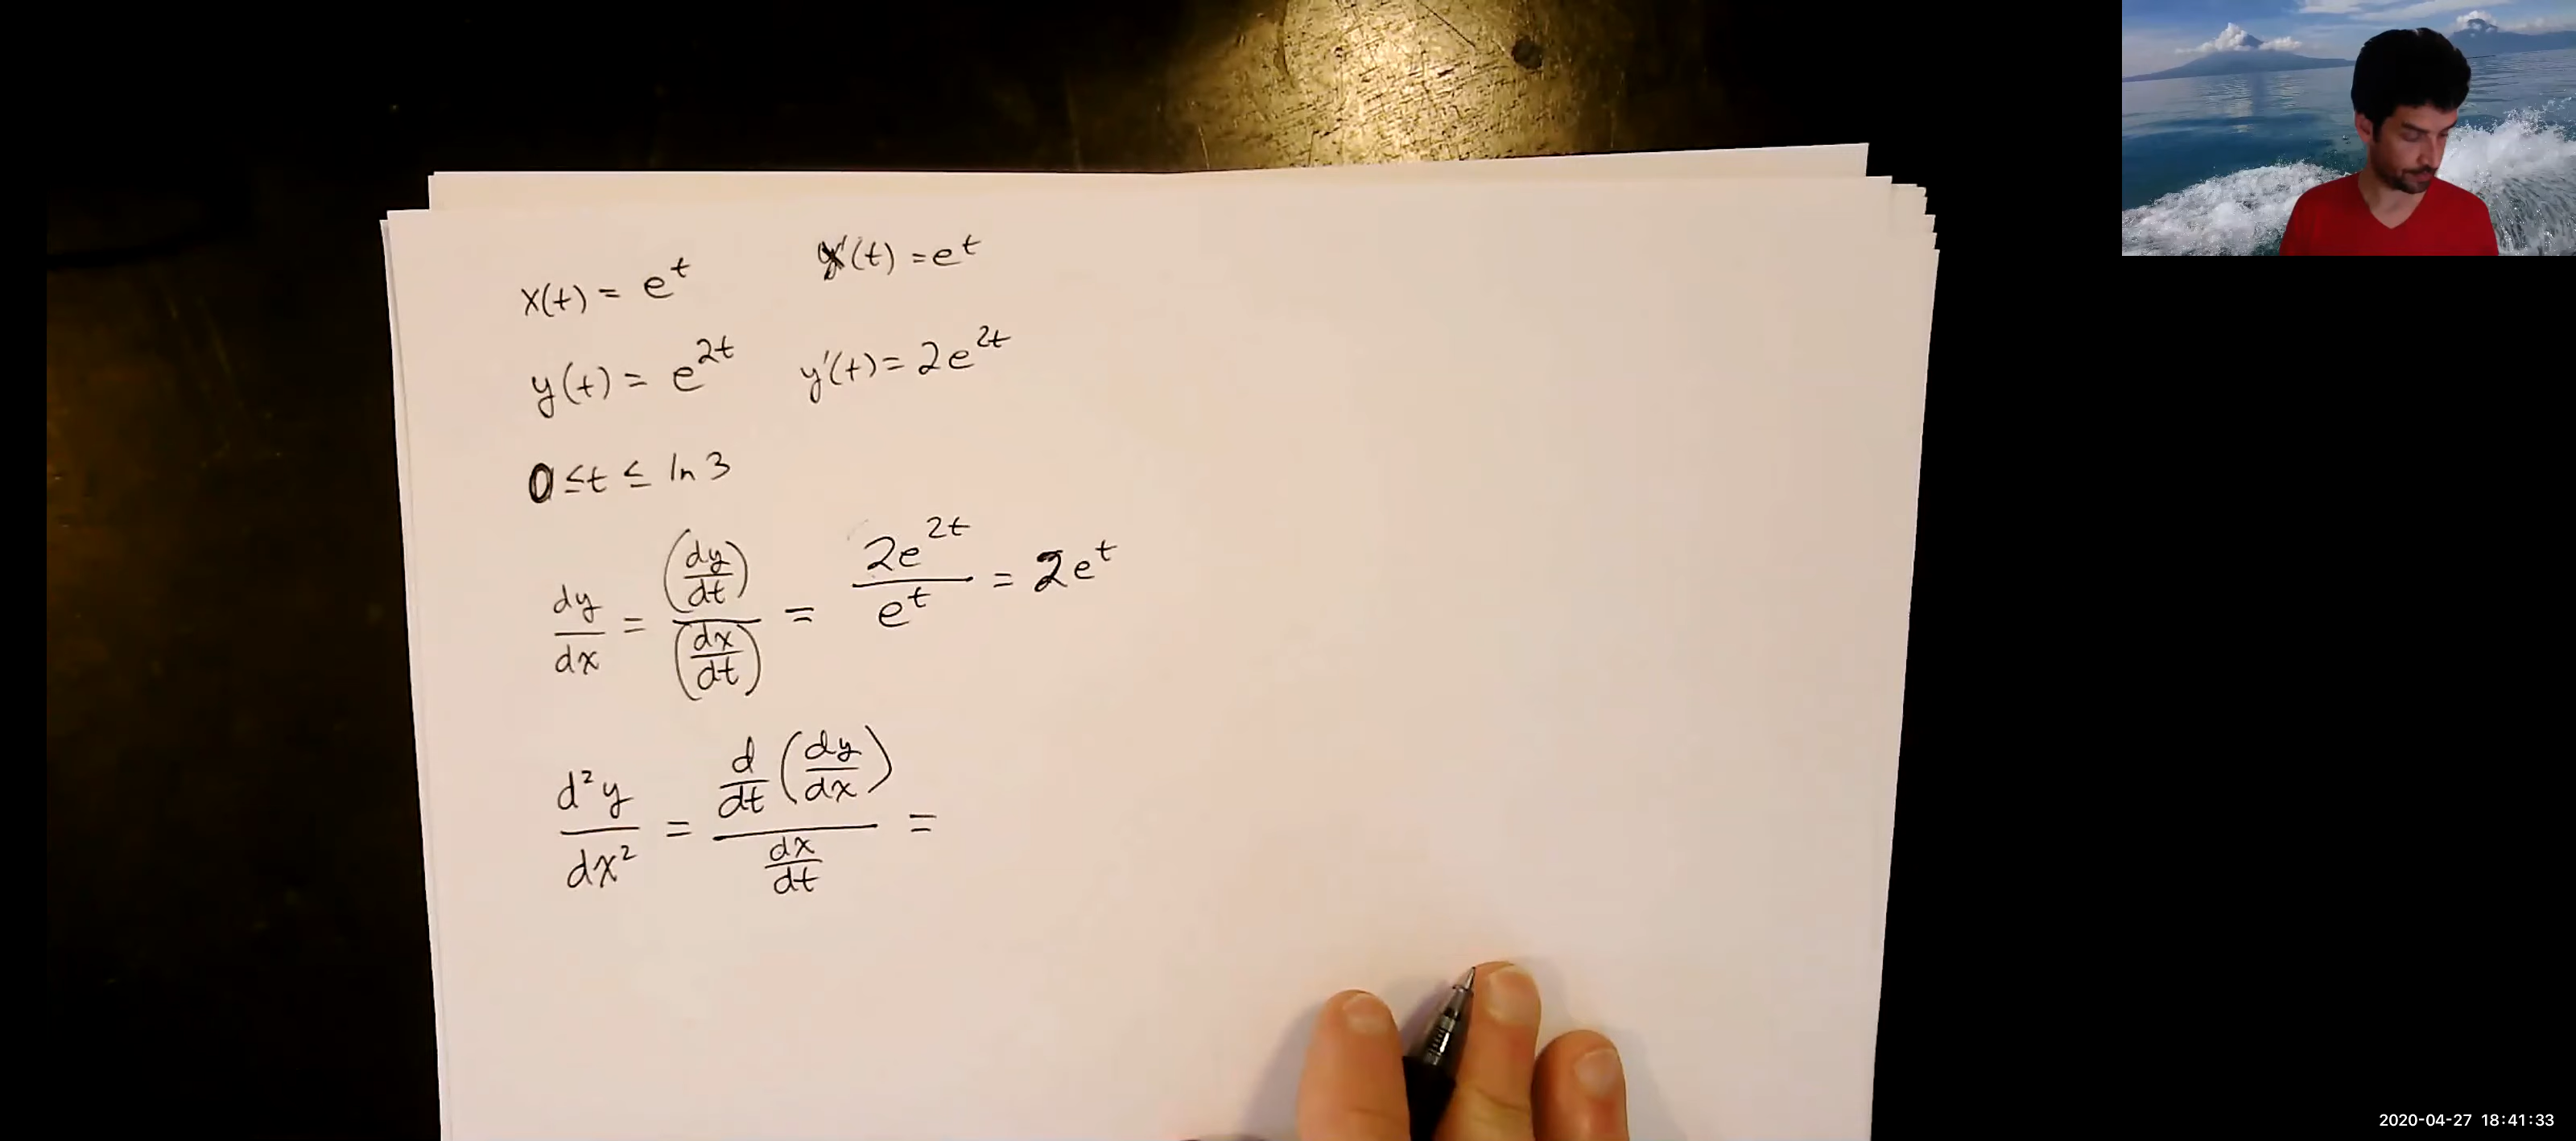 x(t) = e^t    x'(t) = e^t
y(t) = e^{2t}    y'(t) = 2e^{2t}
0 ≤ t ≤ ln 3
dy/dx = (dy/dt)/(dx/dt) = 2e^{2t}/e^t = 2e^t
d²y/dx² = d/dt(dy/dx)/(dx/dt) =
2020-04-27 18:41:33